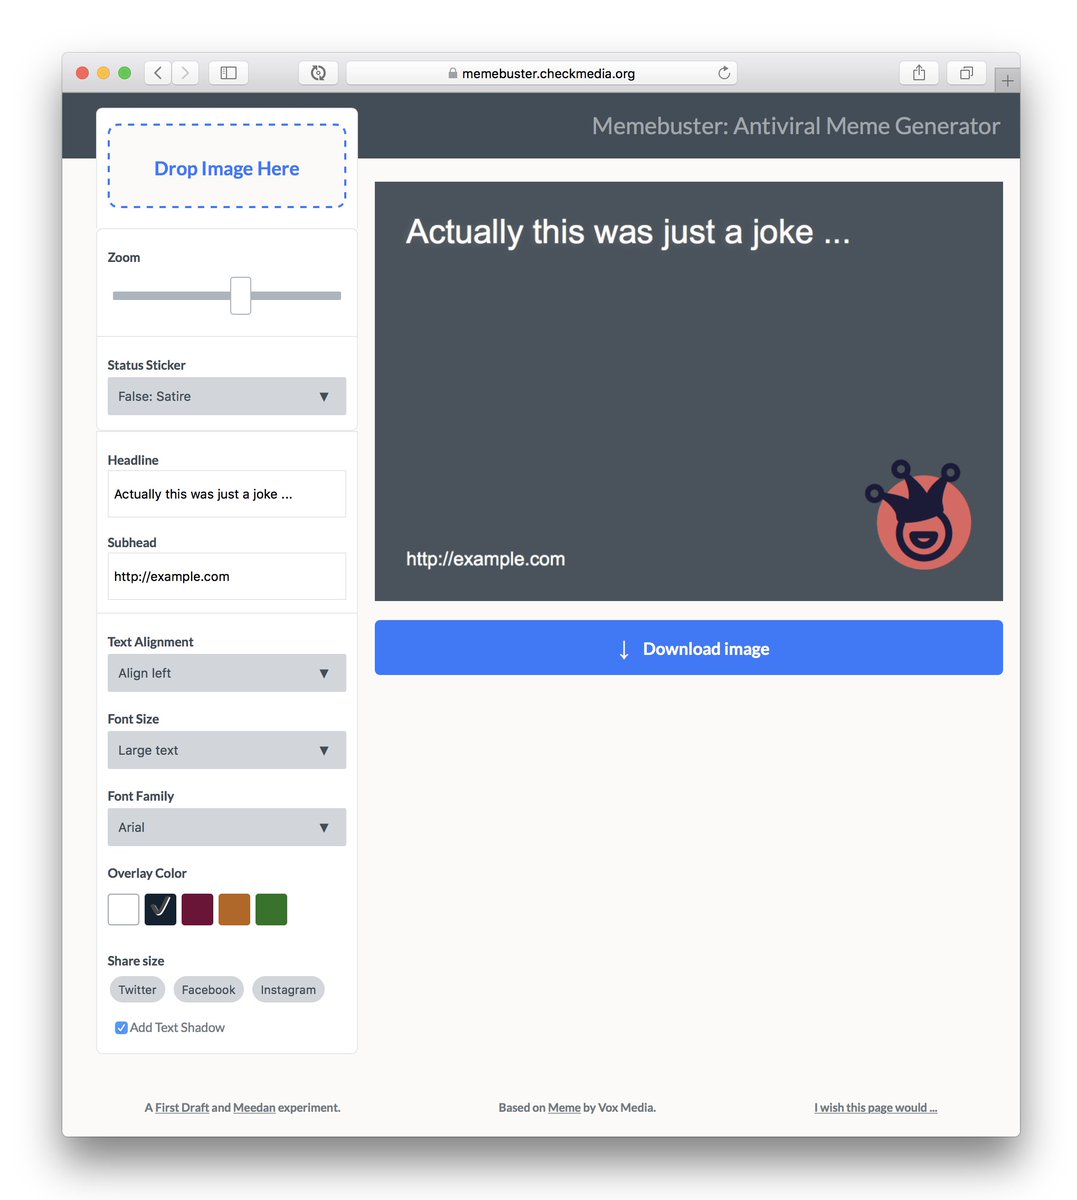 memebuster.checkmedia.org
Memebuster: Antiviral Meme Generator
Drop Image Here
Zoom
Status Sticker
False: Satire
Headline
Actually this was just a joke ...
Subhead
http://example.com
Text Alignment
Align left
Font Size
Large text
Font Family
Arial
Overlay Color
Share size
Twitter Facebook Instagram
Add Text Shadow
Actually this was just a joke ...
http://example.com
↓ Download image
A First Draft and Meedan experiment.
Based on Meme by Vox Media.
I wish this page would ...